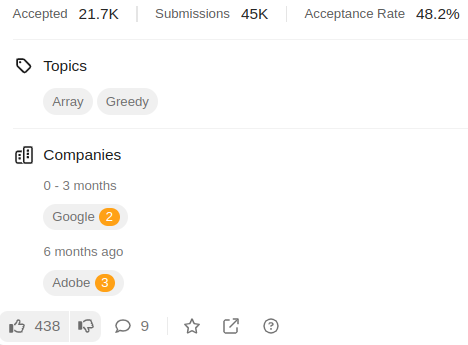 Accepted 21.7K Submissions 45K Acceptance Rate 48.2%
Topics
Array Greedy
Companies
0 - 3 months
Google 2
6 months ago
Adobe 3
438 9